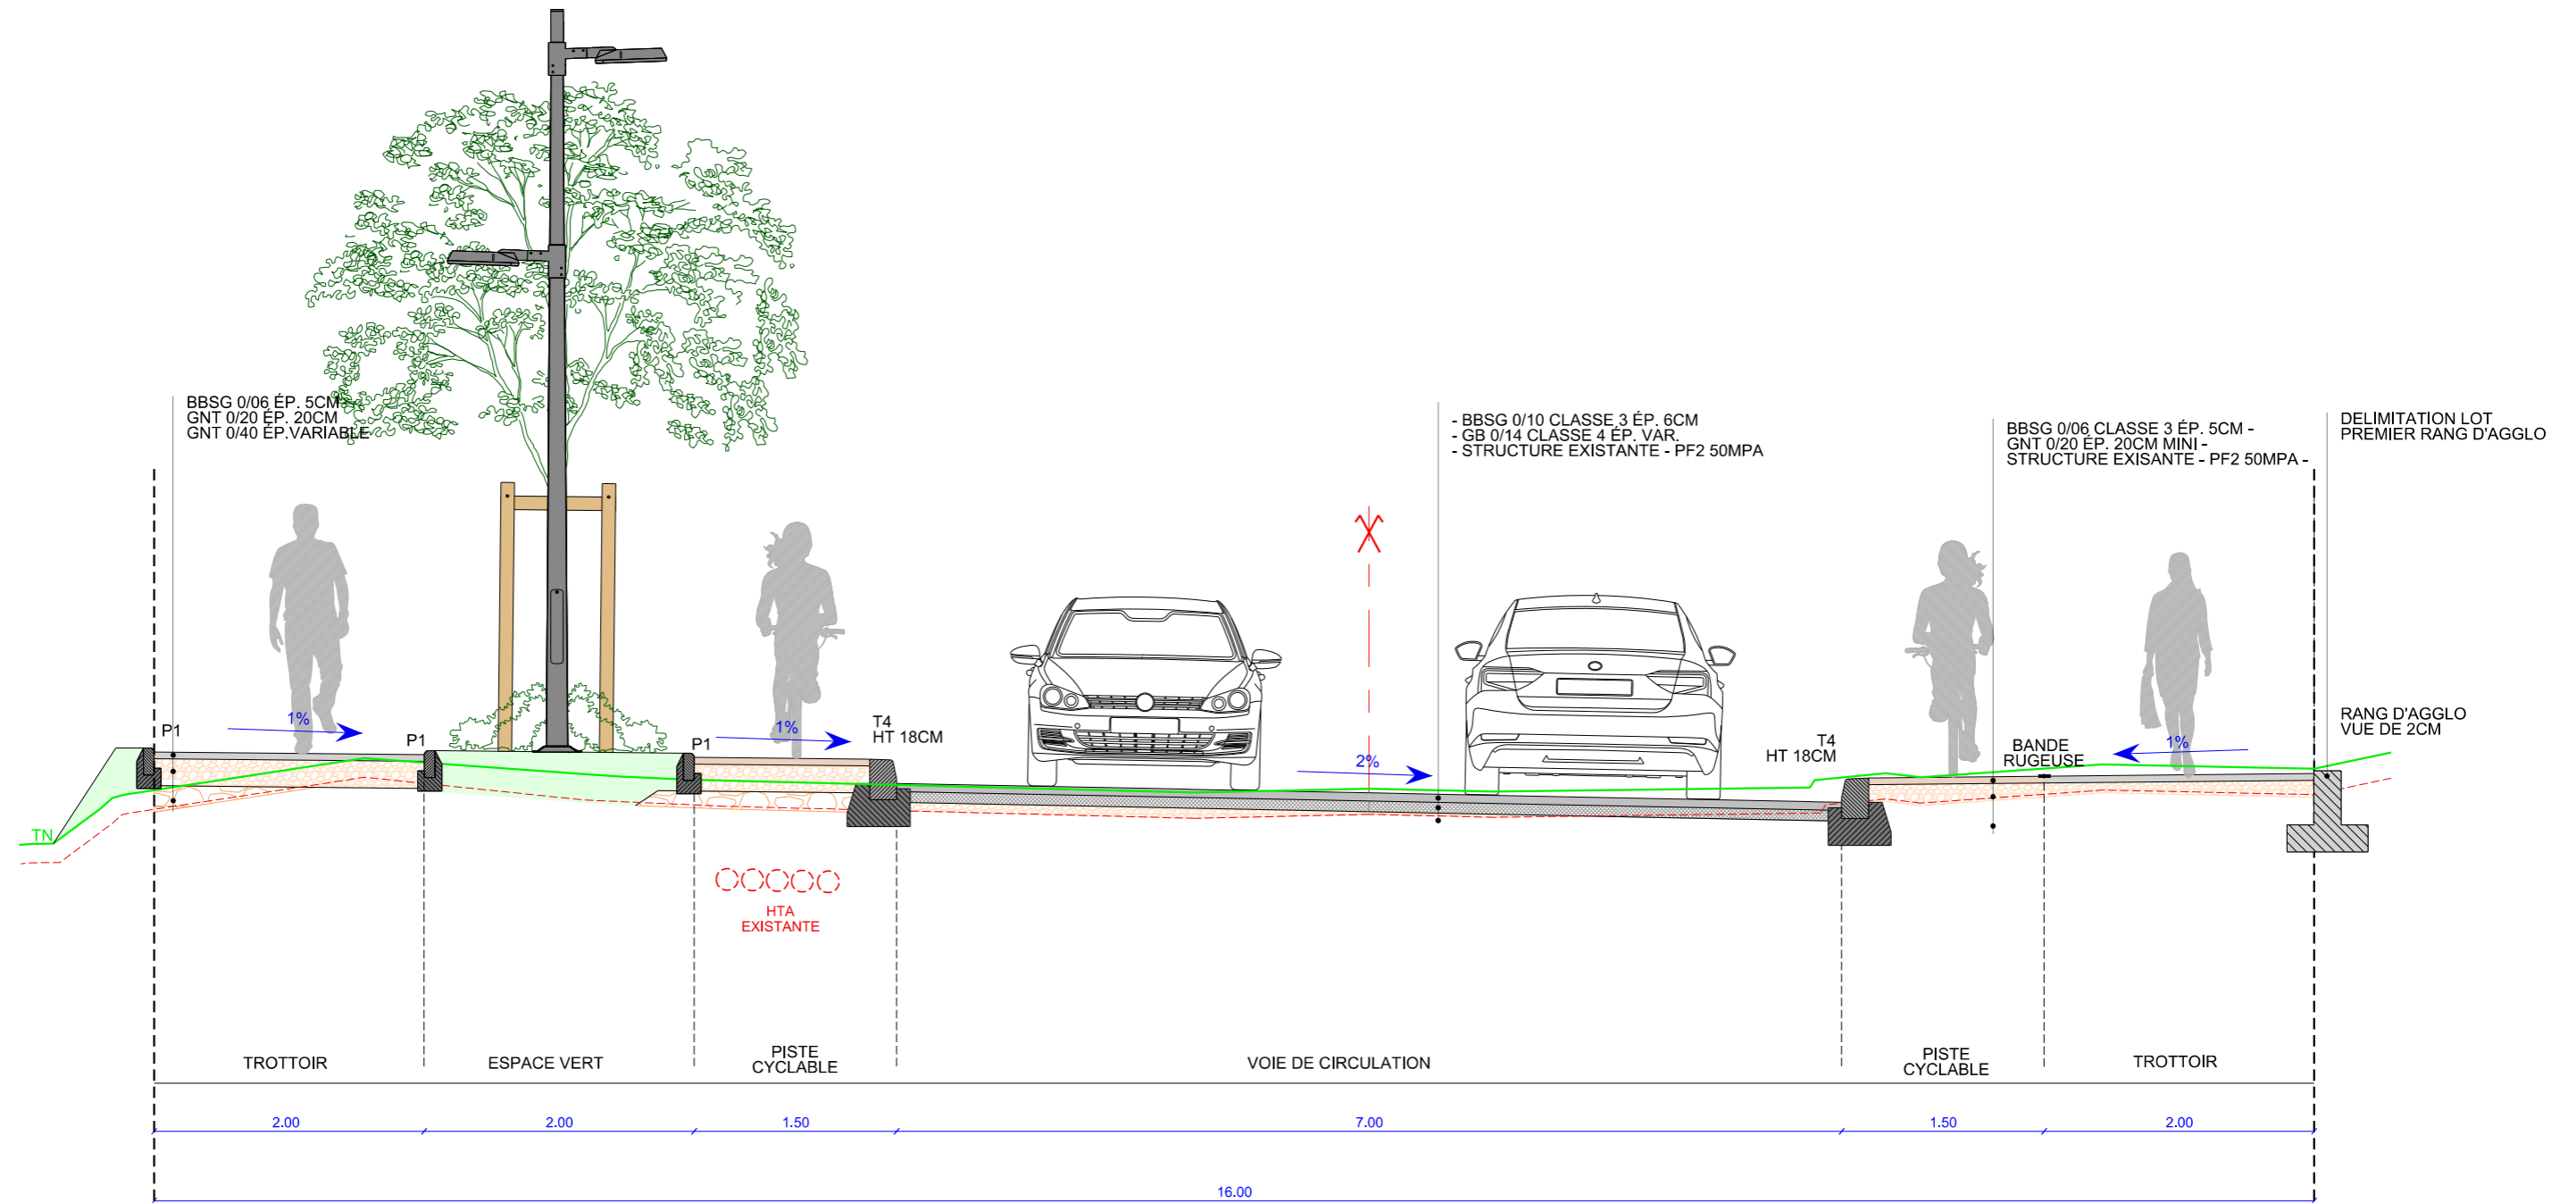 BBSG 0/06 ÉP. 5CM
GNT 0/20 ÉP. 20CM
GNT 0/40 ÉP.VARIABLE
- BBSG 0/10 CLASSE 3 ÉP. 6CM
- GB 0/14 CLASSE 4 ÉP. VAR.
- STRUCTURE EXISTANTE - PF2 50MPA
BBSG 0/06 CLASSE 3 ÉP. 5CM -
GNT 0/20 ÉP. 20CM MINI -
STRUCTURE EXISANTE - PF2 50MPA -
DELIMITATION LOT
PREMIER RANG D'AGGLO
P1
1%
P1
P1
1%
T4
HT 18CM
2%
T4
HT 18CM
BANDE
RUGEUSE
1%
RANG D'AGGLO
VUE DE 2CM
TN
HTA
EXISTANTE
TROTTOIR
ESPACE VERT
PISTE
CYCLABLE
VOIE DE CIRCULATION
PISTE
CYCLABLE
TROTTOIR
2.00
2.00
1.50
7.00
1.50
2.00
16.00